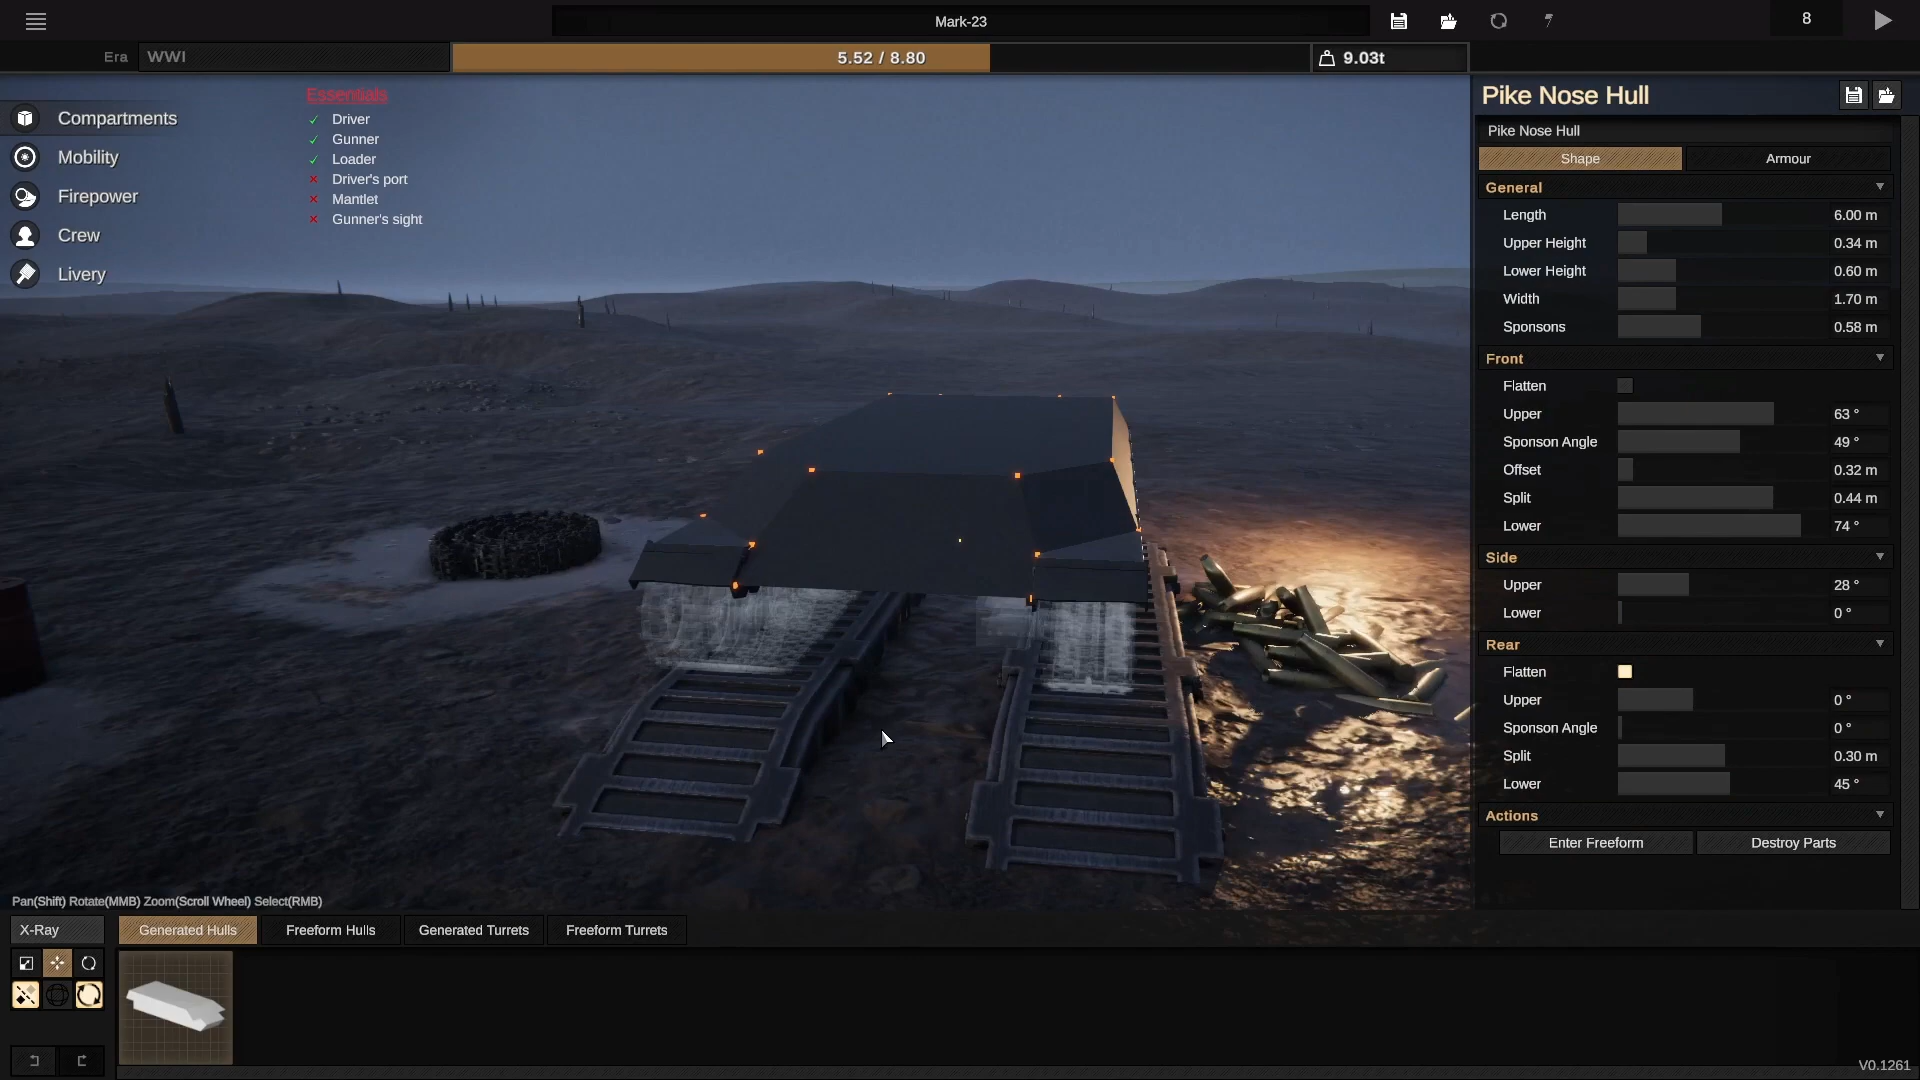 Mark-23
8
Era WWI
5.52 / 8.80
9.03t
Compartments
Mobility
Firepower
Crew
Livery
Essentials
Driver
Gunner
Loader
Driver's port
Mantlet
Gunner's sight
Pike Nose Hull
Pike Nose Hull
Shape Armour
General
Length 6.00 m
Upper Height 0.34 m
Lower Height 0.60 m
Width 1.70 m
Sponsons 0.58 m
Front
Flatten
Upper 63 °
Sponson Angle 49 °
Offset 0.32 m
Split 0.44 m
Lower 74 °
Side
Upper 28 °
Lower 0 °
Rear
Flatten
Upper 0 °
Sponson Angle 0 °
Split 0.30 m
Lower 45 °
Actions
Enter Freeform Destroy Parts
Pan(Shift) Rotate(MMB) Zoom(Scroll Wheel) Select(RMB)
X-Ray Generated Hulls Freeform Hulls Generated Turrets Freeform Turrets
V0.1261